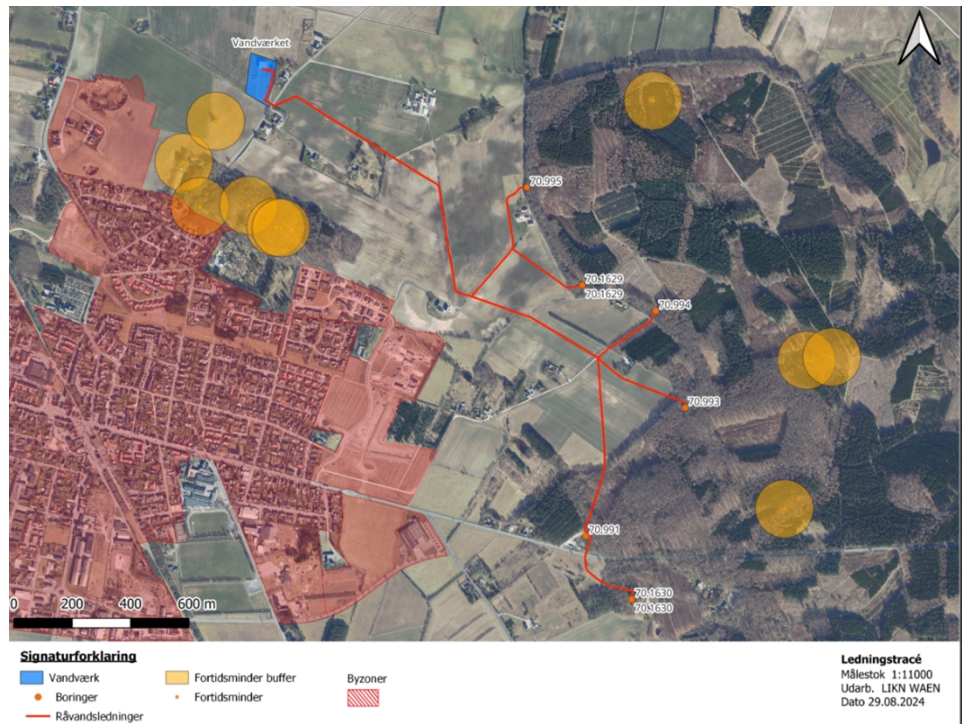 Vandværket
70.995
70.1629
70.1629
70.994
70.993
70.991
70.1630
70.1630
0 200 400 600 m
Signaturforklaring
Vandværk
Boringer
Råvandsledninger
Fortidsminder buffer
Fortidsminder
Byzoner
Ledningstracé
Målestok 1:11000
Udarb. LIKN WAEN
Dato 29.08.2024